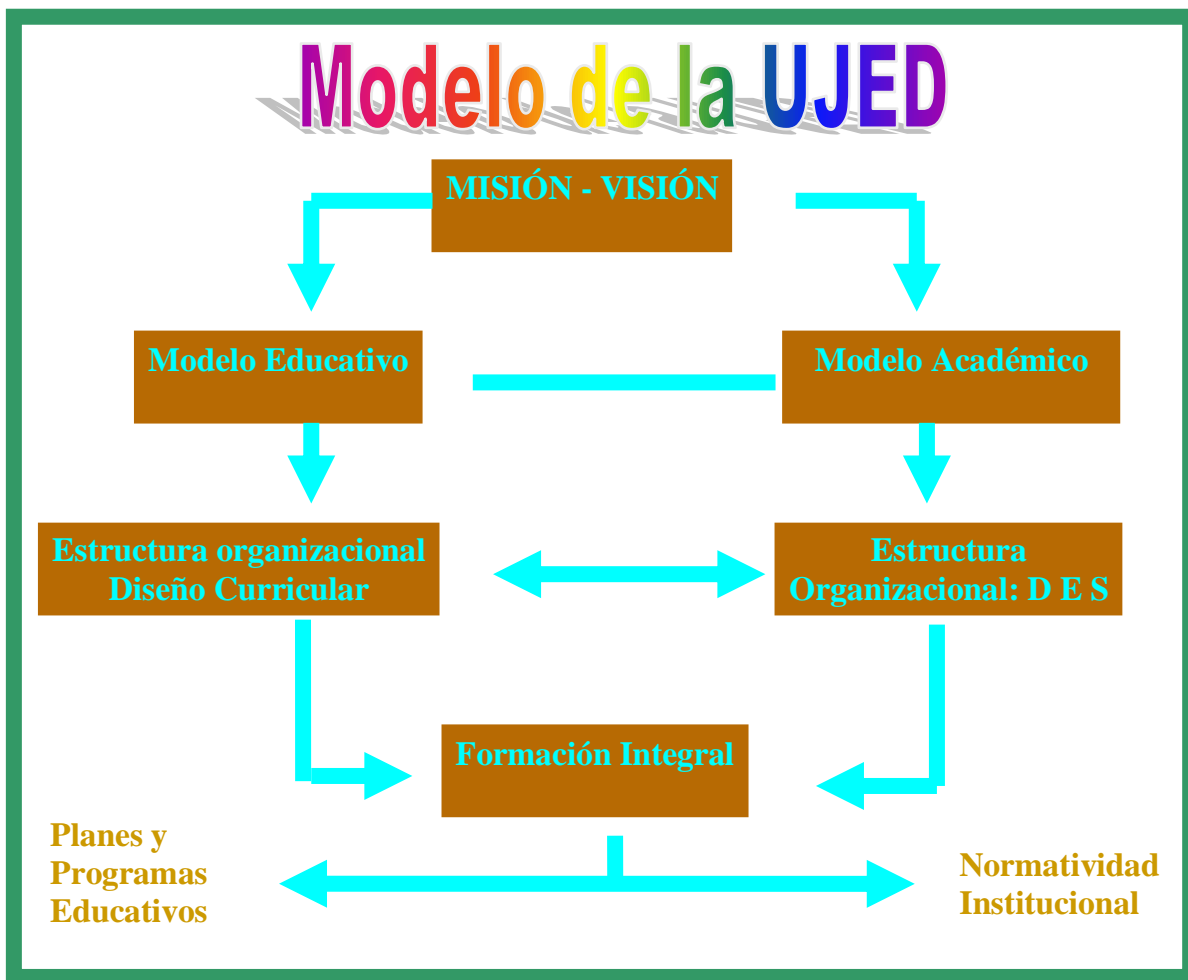 Modelo de la UJED
MISIÓN - VISIÓN
Modelo Educativo
Modelo Académico
Estructura organizacional
Diseño Curricular
Estructura
Organizacional: D E S
Formación Integral
Planes y
Programas
Educativos
Normatividad
Institucional